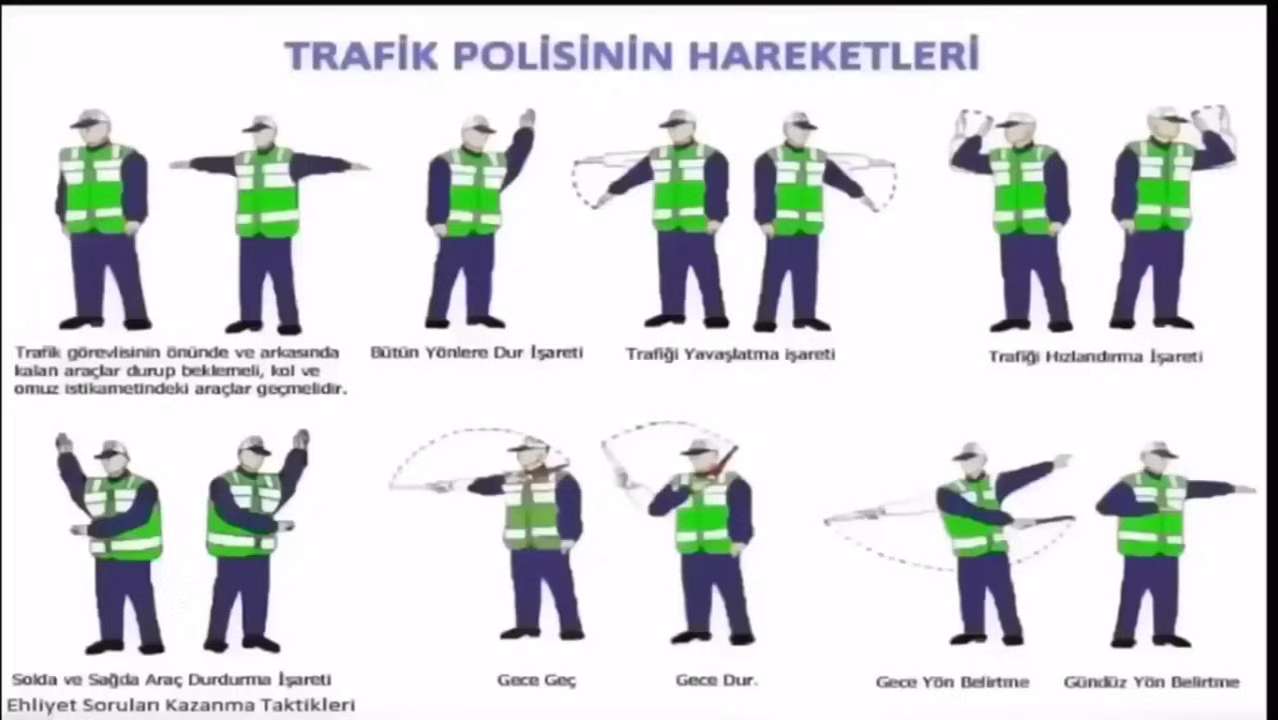 TRAFİK POLİSİNİN HAREKETLERİ
Trafik görevlisinin önünde ve arkasında
kalan araçlar durup beklemeli, kol ve
omuz istikametindeki araçlar geçmelidir.
Bütün Yönlere Dur İşareti
Trafiği Yavaşlatma işareti
Trafiği Hızlandırma İşareti
Solda ve Sağda Araç Durdurma İşareti
Gece Geç
Gece Dur.
Gece Yön Belirtme
Gündüz Yön Belirtme
Ehliyet Soruları Kazanma Taktikleri